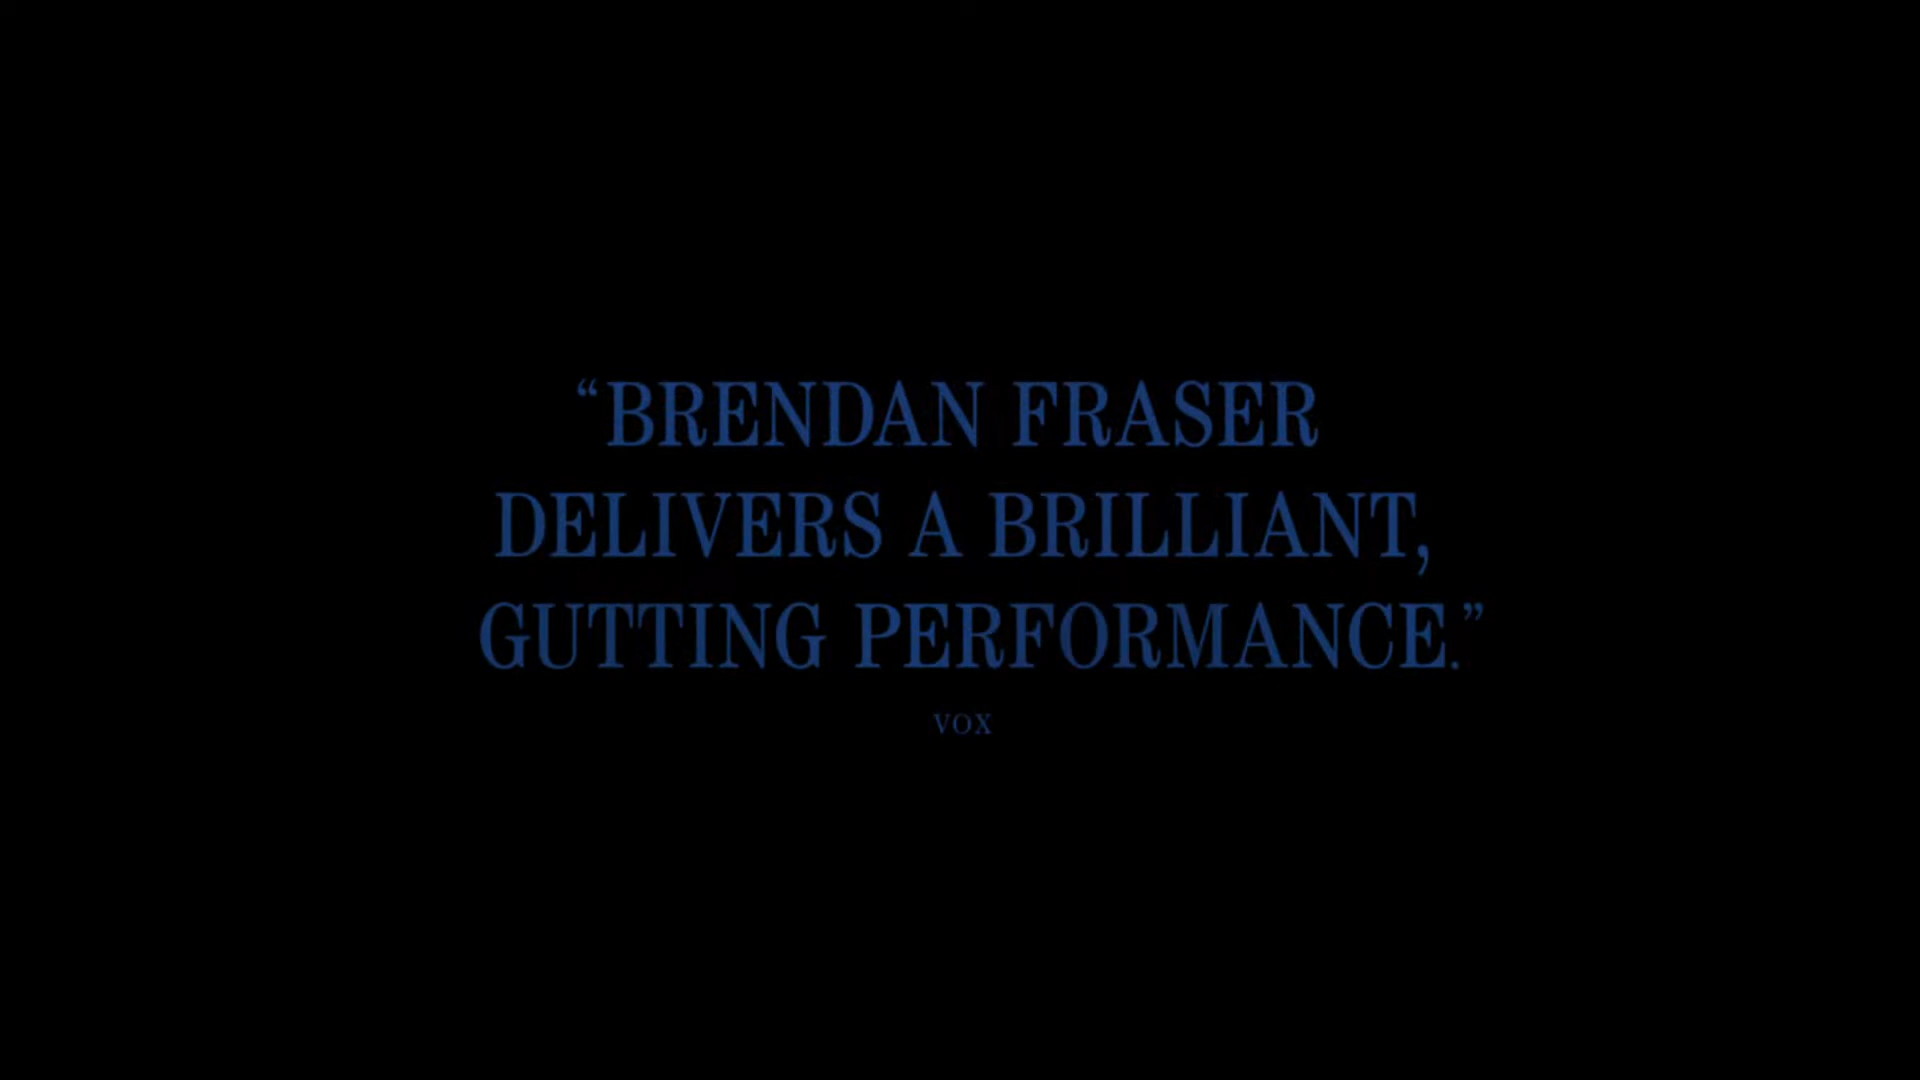 “BRENDAN FRASER
DELIVERS A BRILLIANT,
GUTTING PERFORMANCE.”
VOX